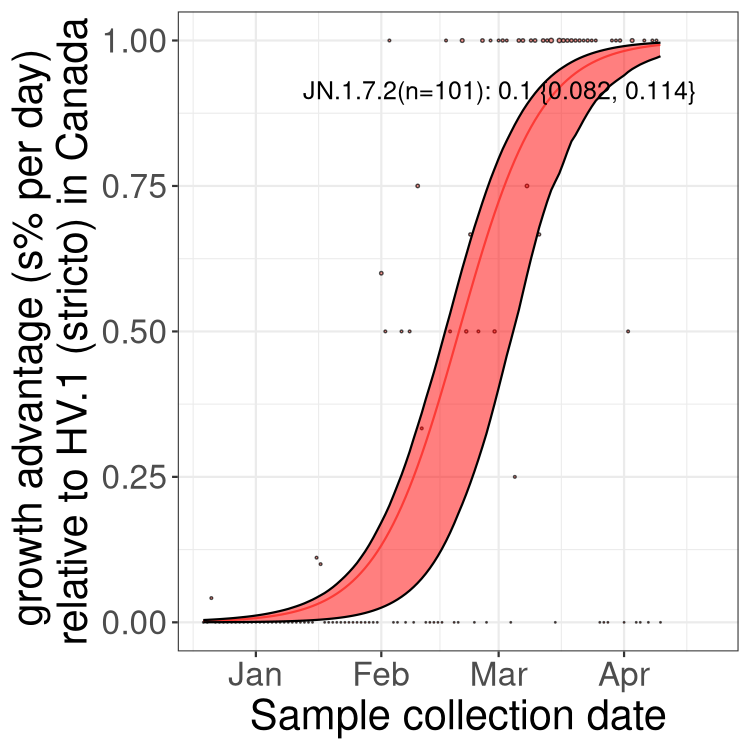 growth advantage (s% per day)
relative to HV.1 (stricto) in Canada
1.00
0.75
0.50
0.25
0.00
JN.1.7.2(n=101): 0.1 {0.082, 0.114}
Jan Feb Mar Apr
Sample collection date